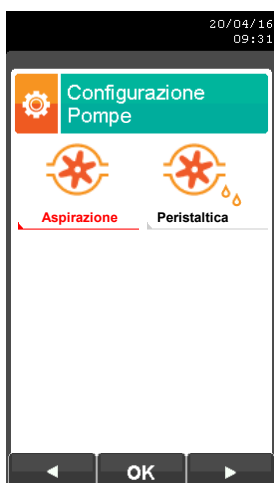 20/04/16
09:31
Configurazione
Pompe
Aspirazione
Peristaltica
OK